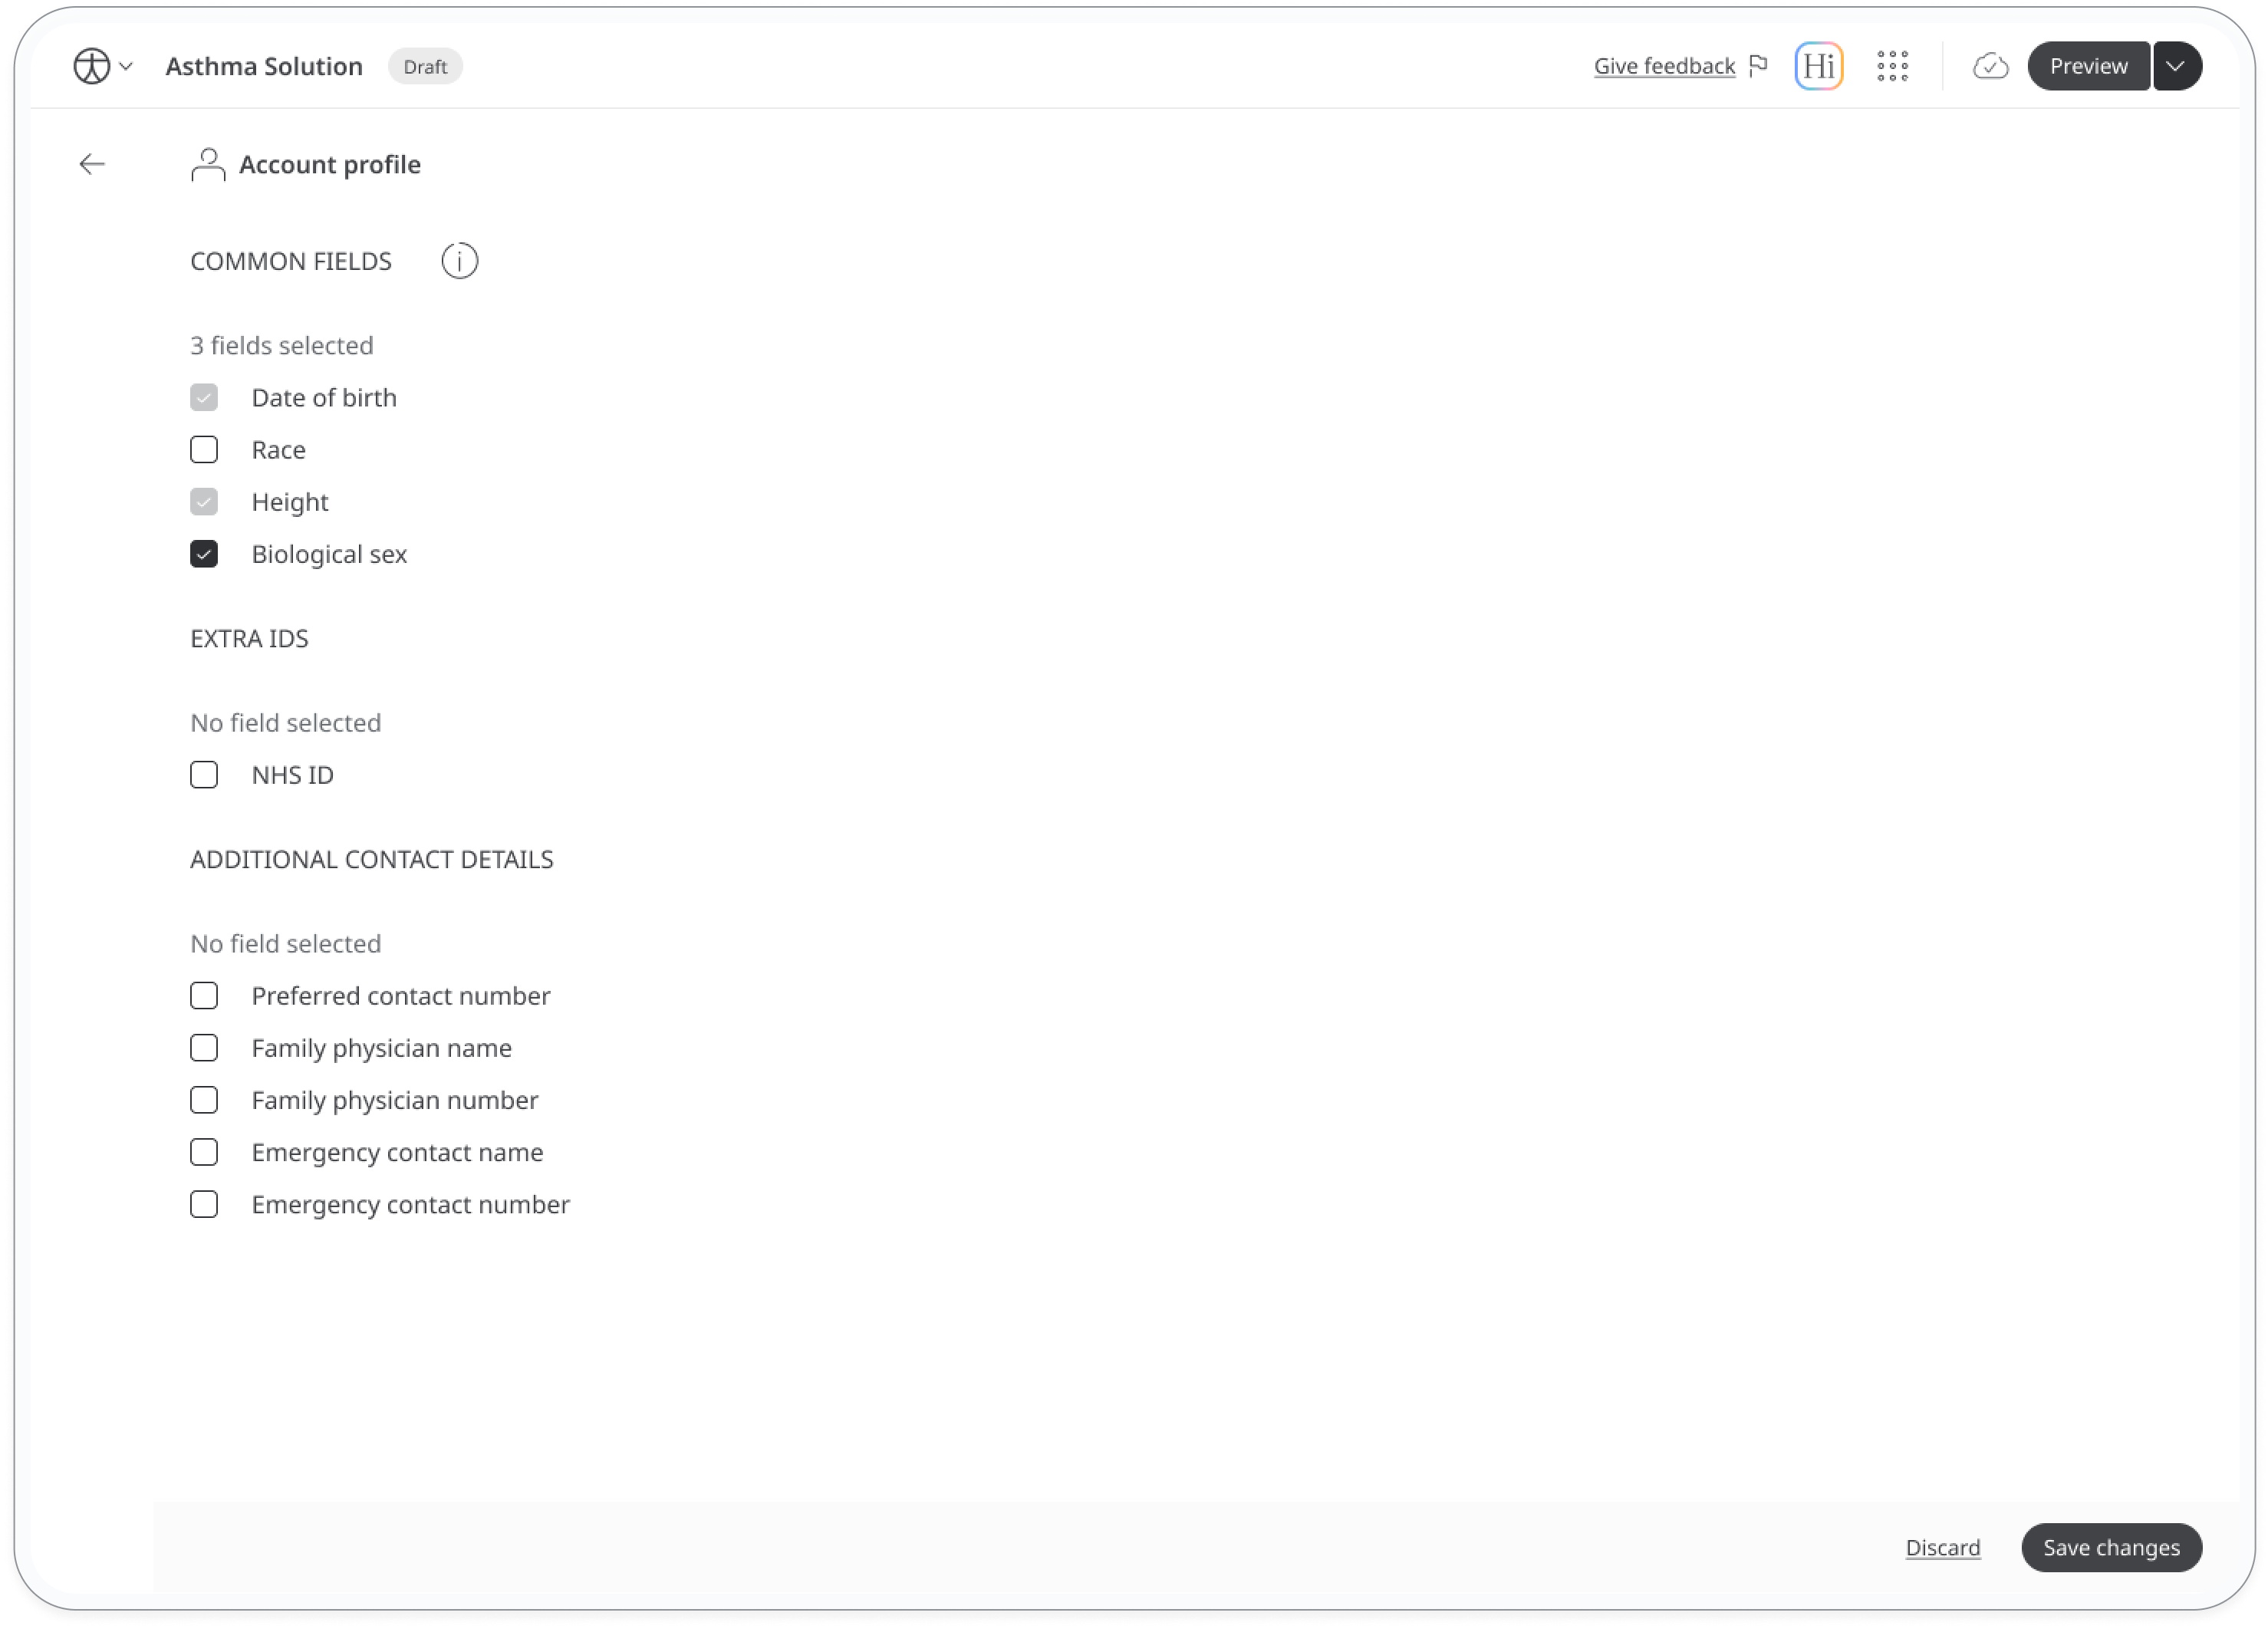 Asthma Solution Draft Give feedback Hi Preview
Account profile
COMMON FIELDS
3 fields selected
Date of birth
Race
Height
Biological sex
EXTRA IDS
No field selected
NHS ID
ADDITIONAL CONTACT DETAILS
No field selected
Preferred contact number
Family physician name
Family physician number
Emergency contact name
Emergency contact number
Discard Save changes